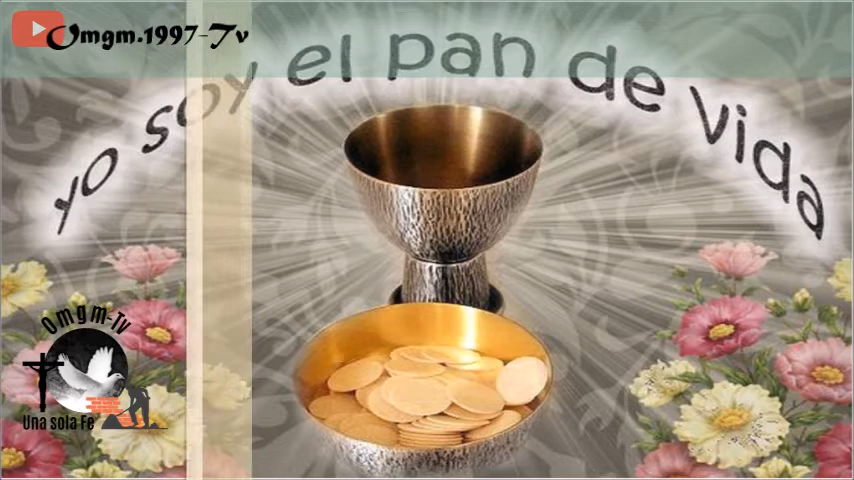 Omgm.1997-Tv
yo soy el pan de vida
Omgm-Tv
Una sola Fe